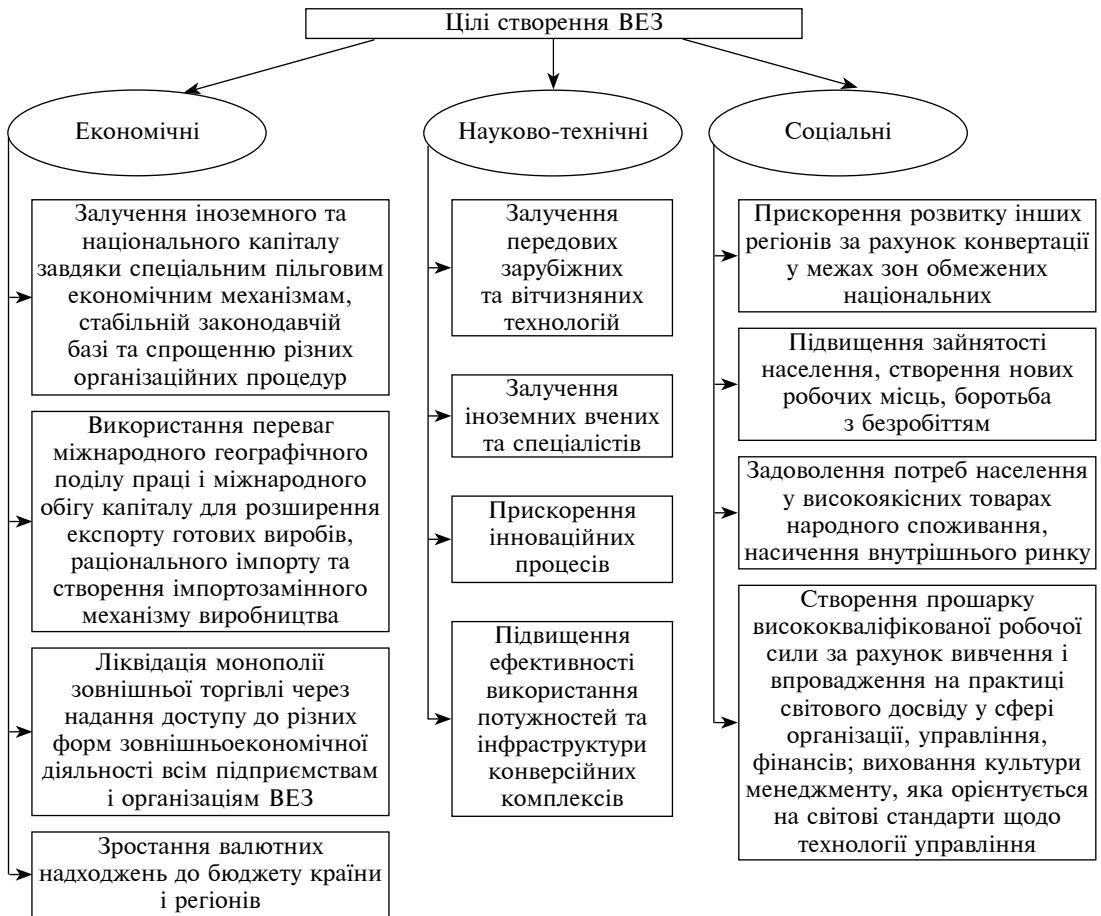 Цілі створення ВЕЗ
Економічні
Залучення іноземного та
національного капіталу
завдяки спеціальним пільговим
економічним механізмам,
стабільній законодавчій
базі та спрощенню різних
організаційних процедур
Використання переваг
міжнародного географічного
поділу праці і міжнародного
обігу капіталу для розширення
експорту готових виробів,
раціонального імпорту та
створення імпортозамінного
механізму виробництва
Ліквідація монополії
зовнішньої торгівлі через
надання доступу до різних
форм зовнішньоекономічної
діяльності всім підприємствам
і організаціям ВЕЗ
Зростання валютних
надходжень до бюджету країни
і регіонів
Науково-технічні
Залучення
передових
зарубіжних
та вітчизняних
технологій
Залучення
іноземних вчених
та спеціалістів
Прискорення
інноваційних
процесів
Підвищення
ефективності
використання
потужностей та
інфраструктури
конверсійних
комплексів
Соціальні
Прискорення розвитку інших
регіонів за рахунок конвертації
у межах зон обмежених
національних
Підвищення зайнятості
населення, створення нових
робочих місць, боротьба
з безробіттям
Задоволення потреб населення
у високоякісних товарах
народного споживання,
насичення внутрішнього ринку
Створення прошарку
висококваліфікованої робочої
сили за рахунок вивчення і
впровадження на практиці
світового досвіду у сфері
організації, управління,
фінансів; виховання культури
менеджменту, яка орієнтується
на світові стандарти щодо
технології управління